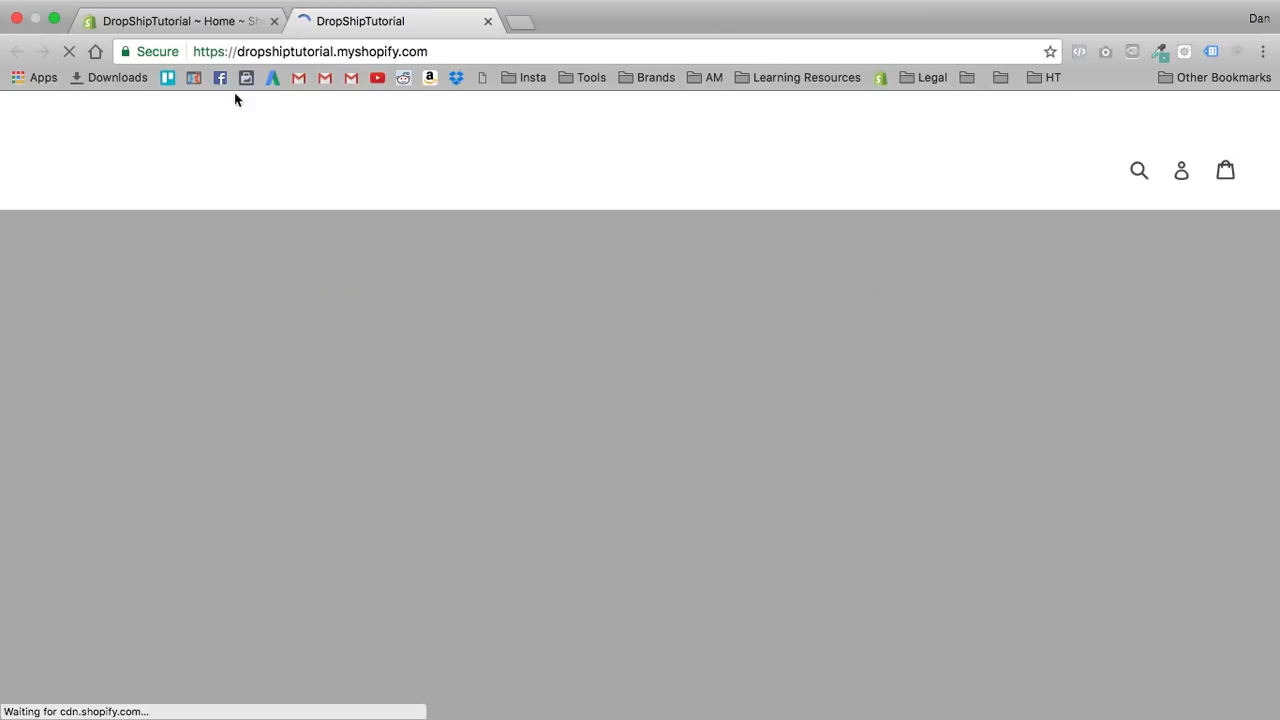 DropShipTutorial ~ Home ~ Sh
DropShipTutorial
Dan
Secure
https://dropshiptutorial.myshopify.com
Apps
Downloads
Insta
Tools
Brands
AM
Learning Resources
Legal
HT
Other Bookmarks
Waiting for cdn.shopify.com...